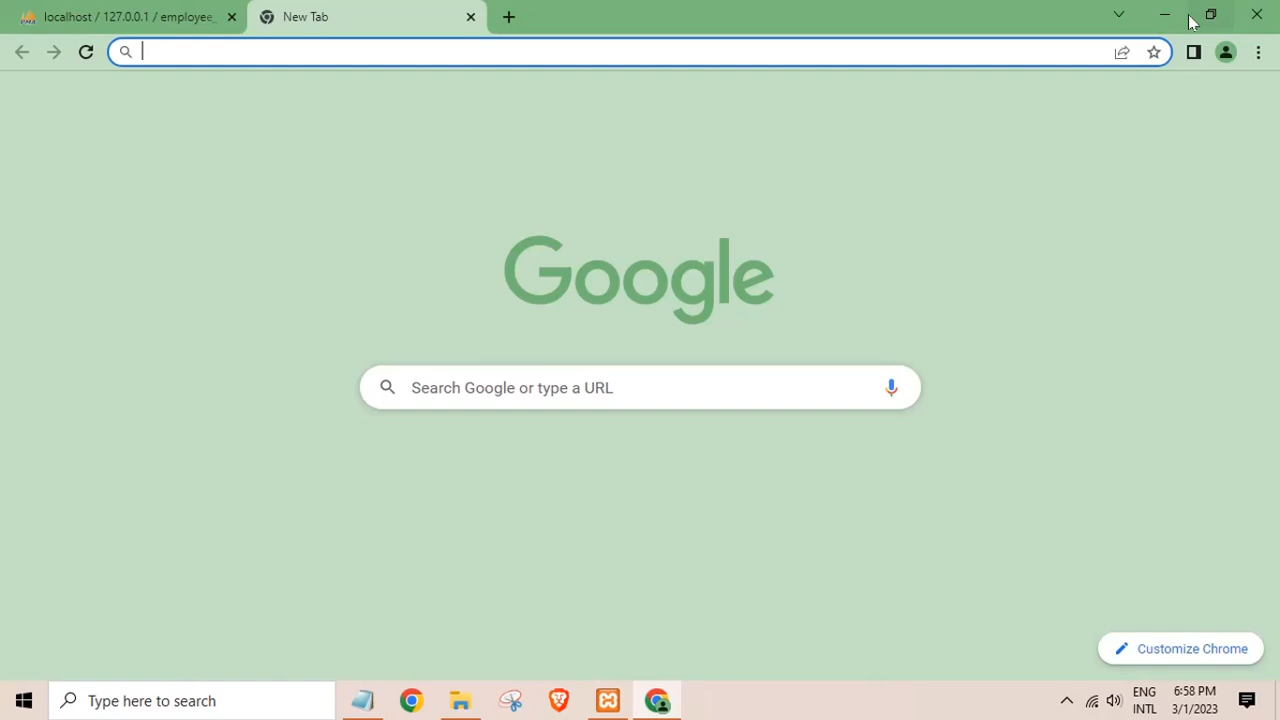 localhost / 127.0.0.1 / employee_
New Tab
Google
Search Google or type a URL
Customize Chrome
Type here to search
ENG
INTL
6:58 PM
3/1/2023